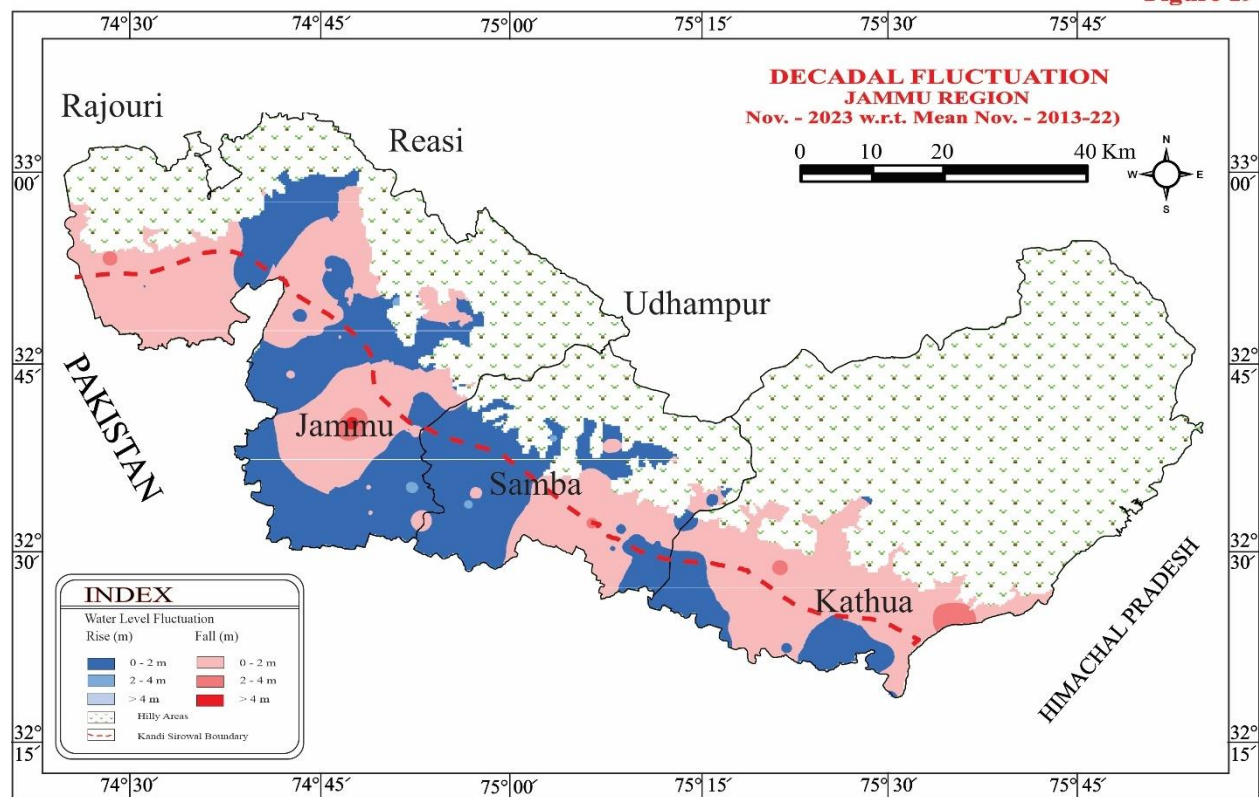 74° 30′ 74° 45′ 75° 00′ 75° 15′ 75° 30′ 75° 45′
DECADAL FLUCTUATION
JAMMU REGION
Nov. - 2023 w.r.t. Mean Nov. - 2013-22)
0 10 20 40 Km
N
W E
S
Rajouri
Reasi
33°
00′
33°
00′
Udhampur
32°
45′
32°
45′
PAKISTAN
Jammu
Samba
32°
30′
32°
30′
Kathua
HIMACHAL PRADESH
INDEX
Water Level Fluctuation
Rise (m) Fall (m)
0 - 2 m 0 - 2 m
2 - 4 m 2 - 4 m
> 4 m > 4 m
Hilly Areas
Kandi Sirowal Boundary
32°
15′
32°
15′
74° 30′ 74° 45′ 75° 00′ 75° 15′ 75° 30′ 75° 45′